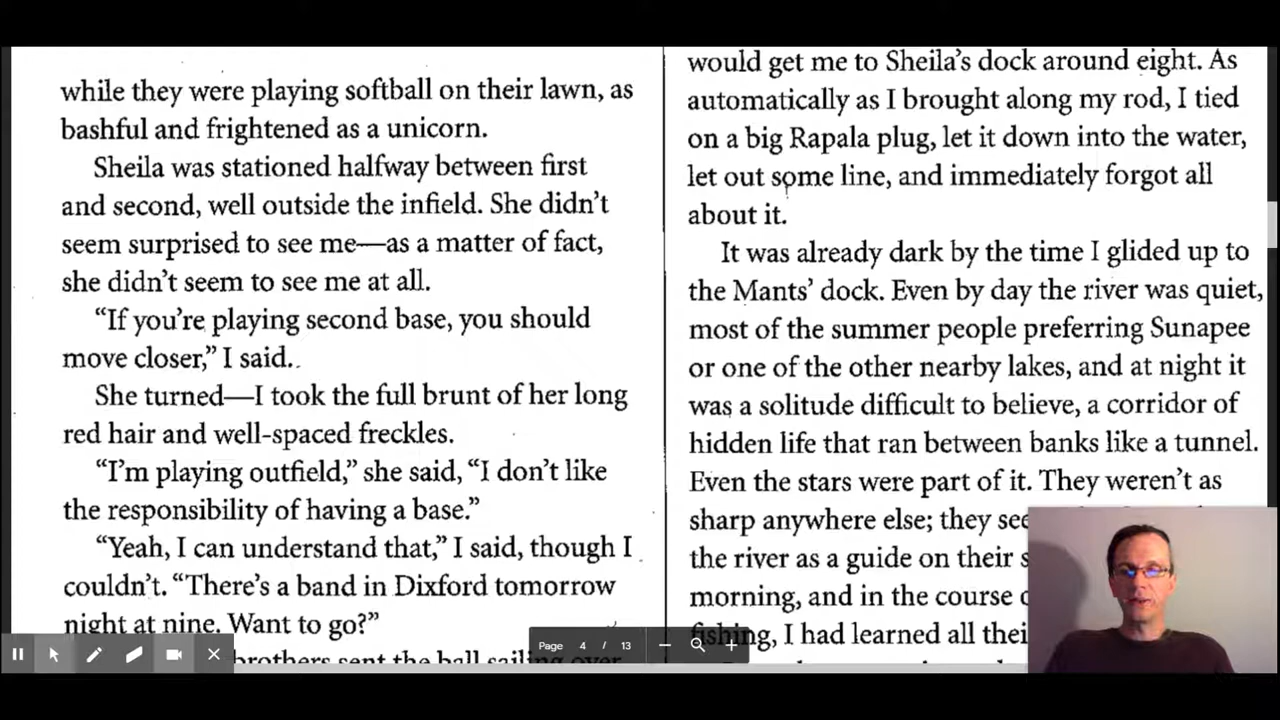 while they were playing softball on their lawn, as
bashful and frightened as a unicorn.
Sheila was stationed halfway between first
and second, well outside the infield. She didn't
seem surprised to see me—as a matter of fact,
she didn't seem to see me at all.
“If you're playing second base, you should
move closer,” I said.
She turned—I took the full brunt of her long
red hair and well-spaced freckles.
“I'm playing outfield,” she said, “I don't like
the responsibility of having a base.”
“Yeah, I can understand that,” I said, though I
couldn't. “There's a band in Dixford tomorrow
night at nine. Want to go?”
brothers sent the ball sailing over
would get me to Sheila's dock around eight. As
automatically as I brought along my rod, I tied
on a big Rapala plug, let it down into the water,
let out some line, and immediately forgot all
about it.
It was already dark by the time I glided up to
the Mants' dock. Even by day the river was quiet,
most of the summer people preferring Sunapee
or one of the other nearby lakes, and at night it
was a solitude difficult to believe, a corridor of
hidden life that ran between banks like a tunnel.
Even the stars were part of it. They weren't as
sharp anywhere else; they
the river as a guide on their
morning, and in the course
fishing, I had learned all
Page 4 / 13